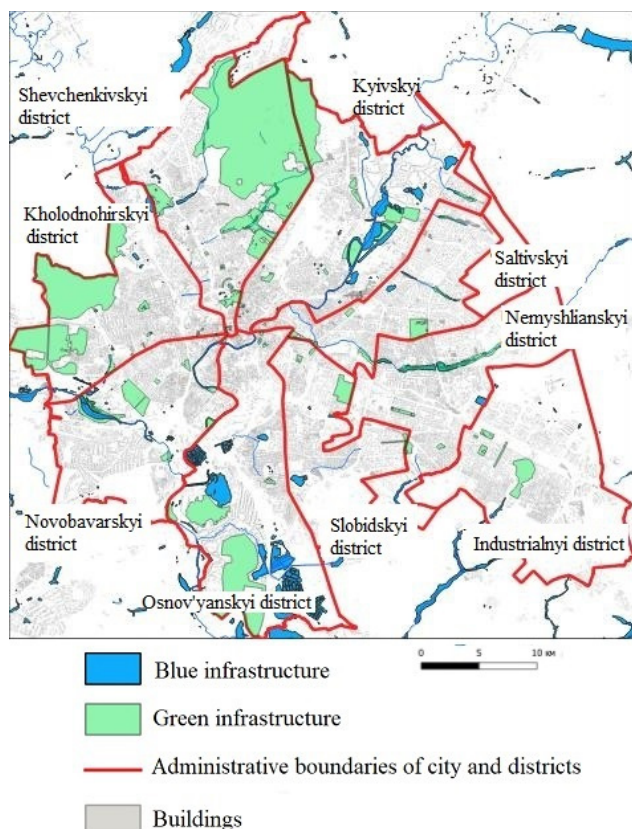 Shevchenkivskyi
district
Kyivskyi
district
Kholodnohirskyi
district
Saltivskyi
district
Nemyshlianskyi
district
Novobavarskyi
district
Slobidskyi
district
Industrialnyi district
Osnov'yanskyi district
0 5 10 км
Blue infrastructure
Green infrastructure
Administrative boundaries of city and districts
Buildings